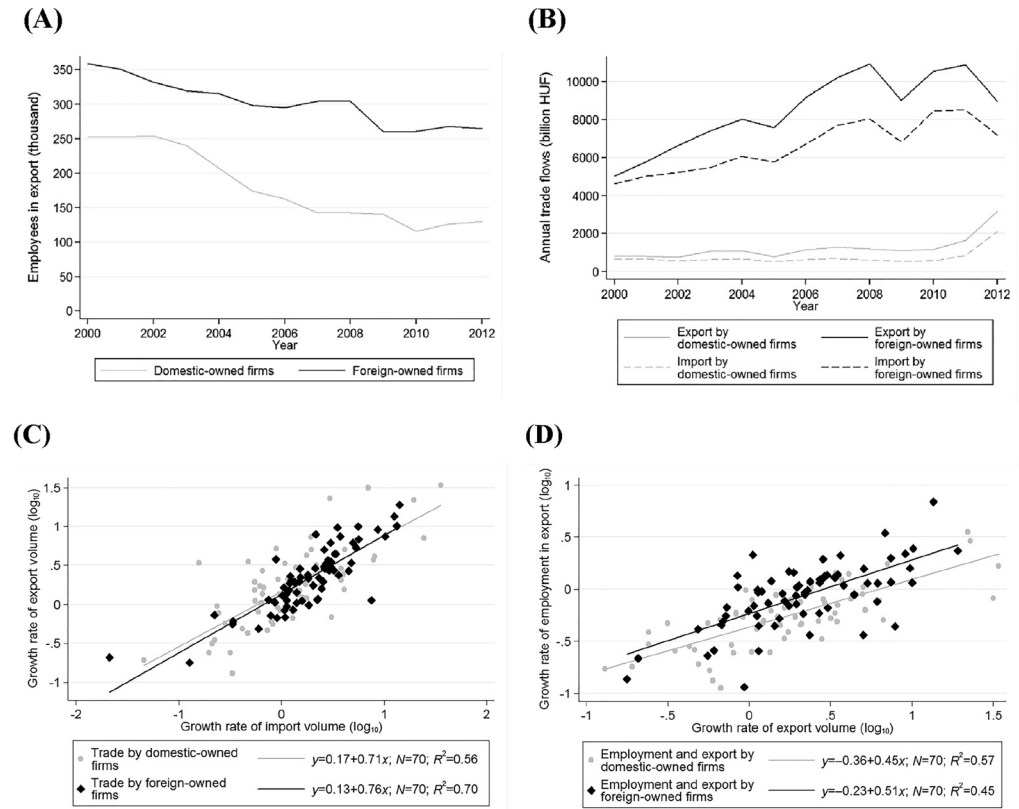 (A)
Employees in export (thousand)
350
300
250
200
150
100
50
0
2000 2002 2004 2006 2008 2010 2012
Year
Domestic-owned firms Foreign-owned firms
(B)
Annual trade flows (billion HUF)
10000
8000
6000
4000
2000
0
2000 2002 2004 2006 2008 2010 2012
Year
Export by Export by
domestic-owned firms foreign-owned firms
Import by Import by
domestic-owned firms foreign-owned firms
(C)
Growth rate of export volume (log₁₀)
1.5
1
.5
0
-.5
-1
-2 -1 0 1 2
Growth rate of import volume (log₁₀)
Trade by domestic-owned
firms
y=0.17+0.71x; N=70; R²=0.56
Trade by foreign-owned
firms
y=0.13+0.76x; N=70; R²=0.70
(D)
Growth rate of employment in export (log₁₀)
1
.5
0
-.5
-1
-1 -.5 0 .5 1 1.5
Growth rate of export volume (log₁₀)
Employment and export by
domestic-owned firms
y=−0.36+0.45x; N=70; R²=0.57
Employment and export by
foreign-owned firms
y=−0.23+0.51x; N=70; R²=0.45